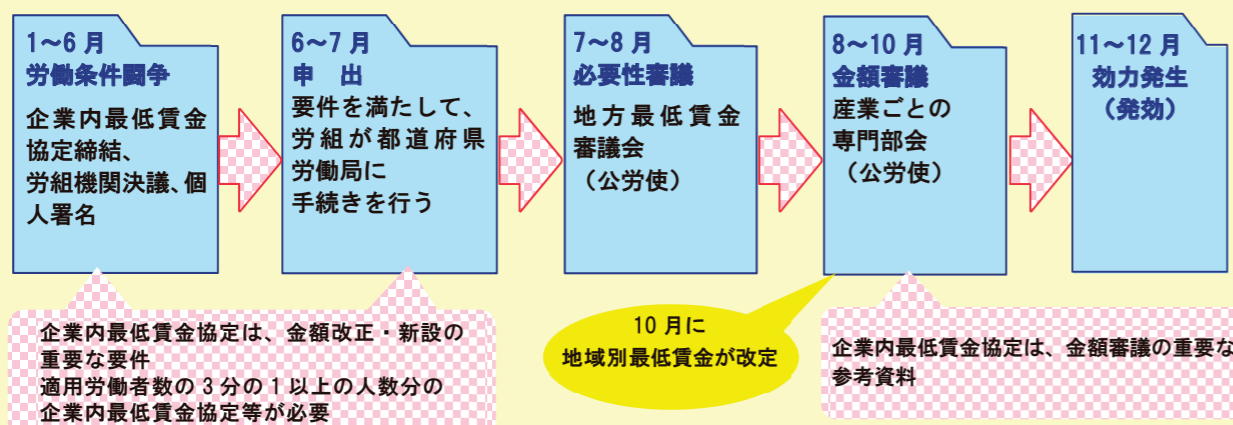 1～6月
労働条件闘争
企業内最低賃金
協定締結、
労組機関決議、個
人署名
6～7月
申　出
要件を満たして、
労組が都道府県
労働局に
手続きを行う
7～8月
必要性審議
地方最低賃金
審議会
（公労使）
8～10月
金額審議
産業ごとの
専門部会
（公労使）
11～12月
効力発生
（発効）
企業内最低賃金協定は、金額改正・新設の
重要な要件
適用労働者数の3分の1以上の人数分の
企業内最低賃金協定等が必要
10月に
地域別最低賃金が改定
企業内最低賃金協定は、金額審議の重要な
参考資料